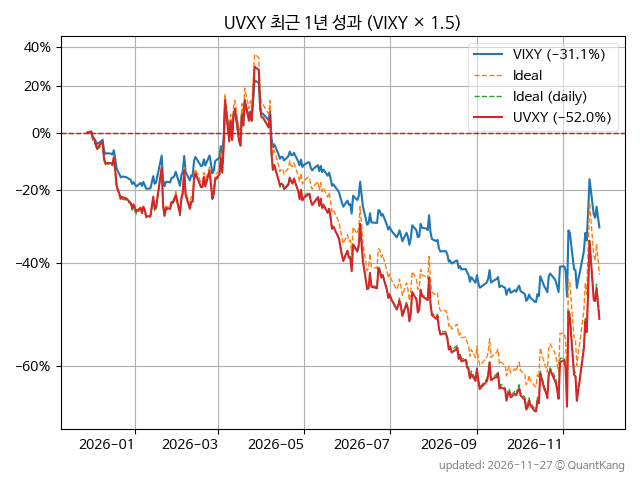 UVXY 최근 1년 성과 (VIXY × 1.5)
VIXY (−31.1%)
Ideal
Ideal (daily)
UVXY (−52.0%)
40%
20%
0%
−20%
−40%
−60%
2026-01
2026-03
2026-05
2026-07
2026-09
2026-11
updated: 2026-11-27 © QuantKang